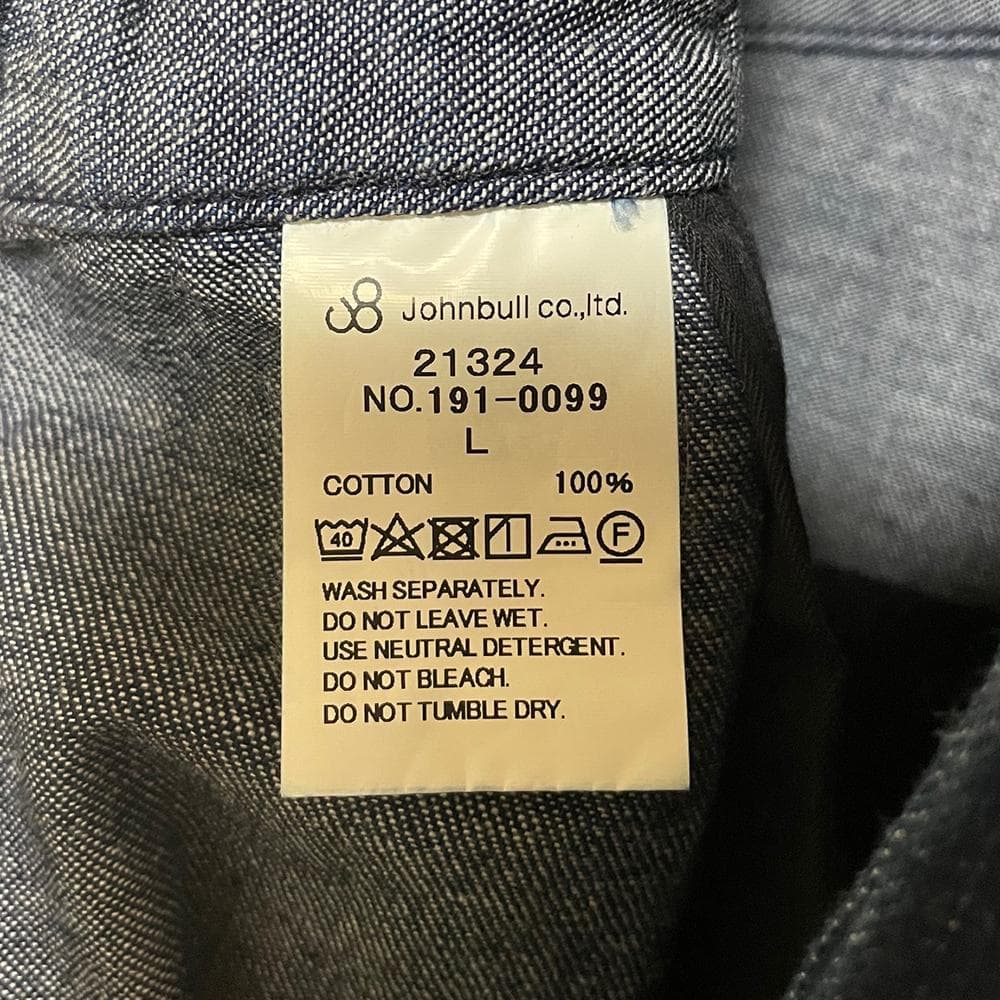 Johnbull co.,ltd.
21324
NO.191-0099
L
COTTON 100%
40 F
WASH SEPARATELY.
DO NOT LEAVE WET.
USE NEUTRAL DETERGENT.
DO NOT BLEACH.
DO NOT TUMBLE DRY.